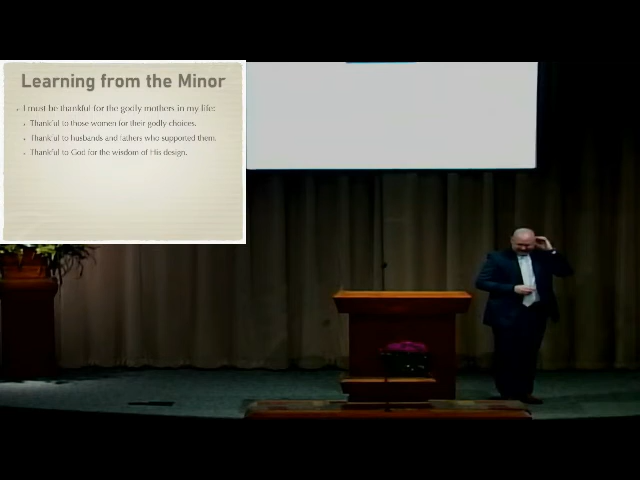 Learning from the Minor
I must be thankful for the godly mothers in my life:
Thankful to those women for their godly choices.
Thankful to husbands and fathers who supported them.
Thankful to God for the wisdom of His design.